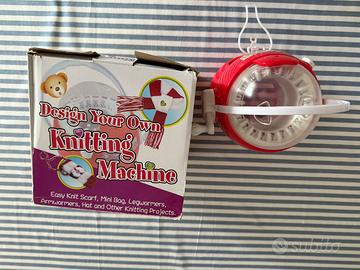 Design Your Own
Knitting
Machine
Easy Knit Scarf, Mini Bag, Legwarmers,
Armwarmers, Hat and Other Knitting Projects.
subito